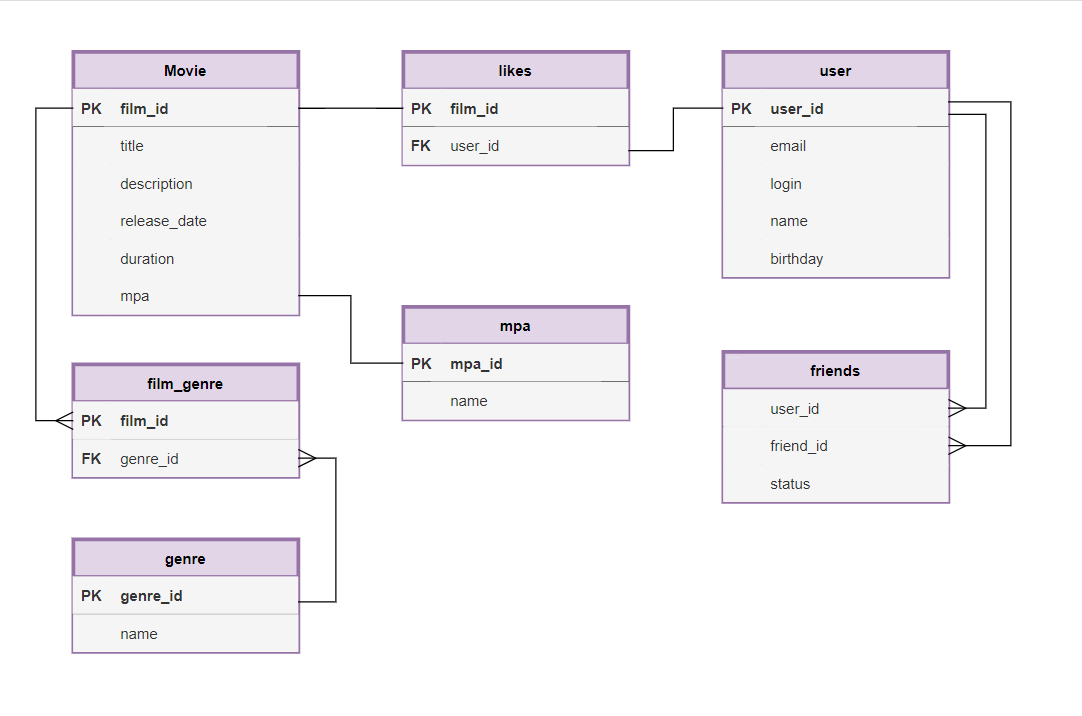 Movie
PK film_id
title
description
release_date
duration
mpa
likes
PK film_id
FK user_id
user
PK user_id
email
login
name
birthday
mpa
PK mpa_id
name
film_genre
PK film_id
FK genre_id
friends
user_id
friend_id
status
genre
PK genre_id
name